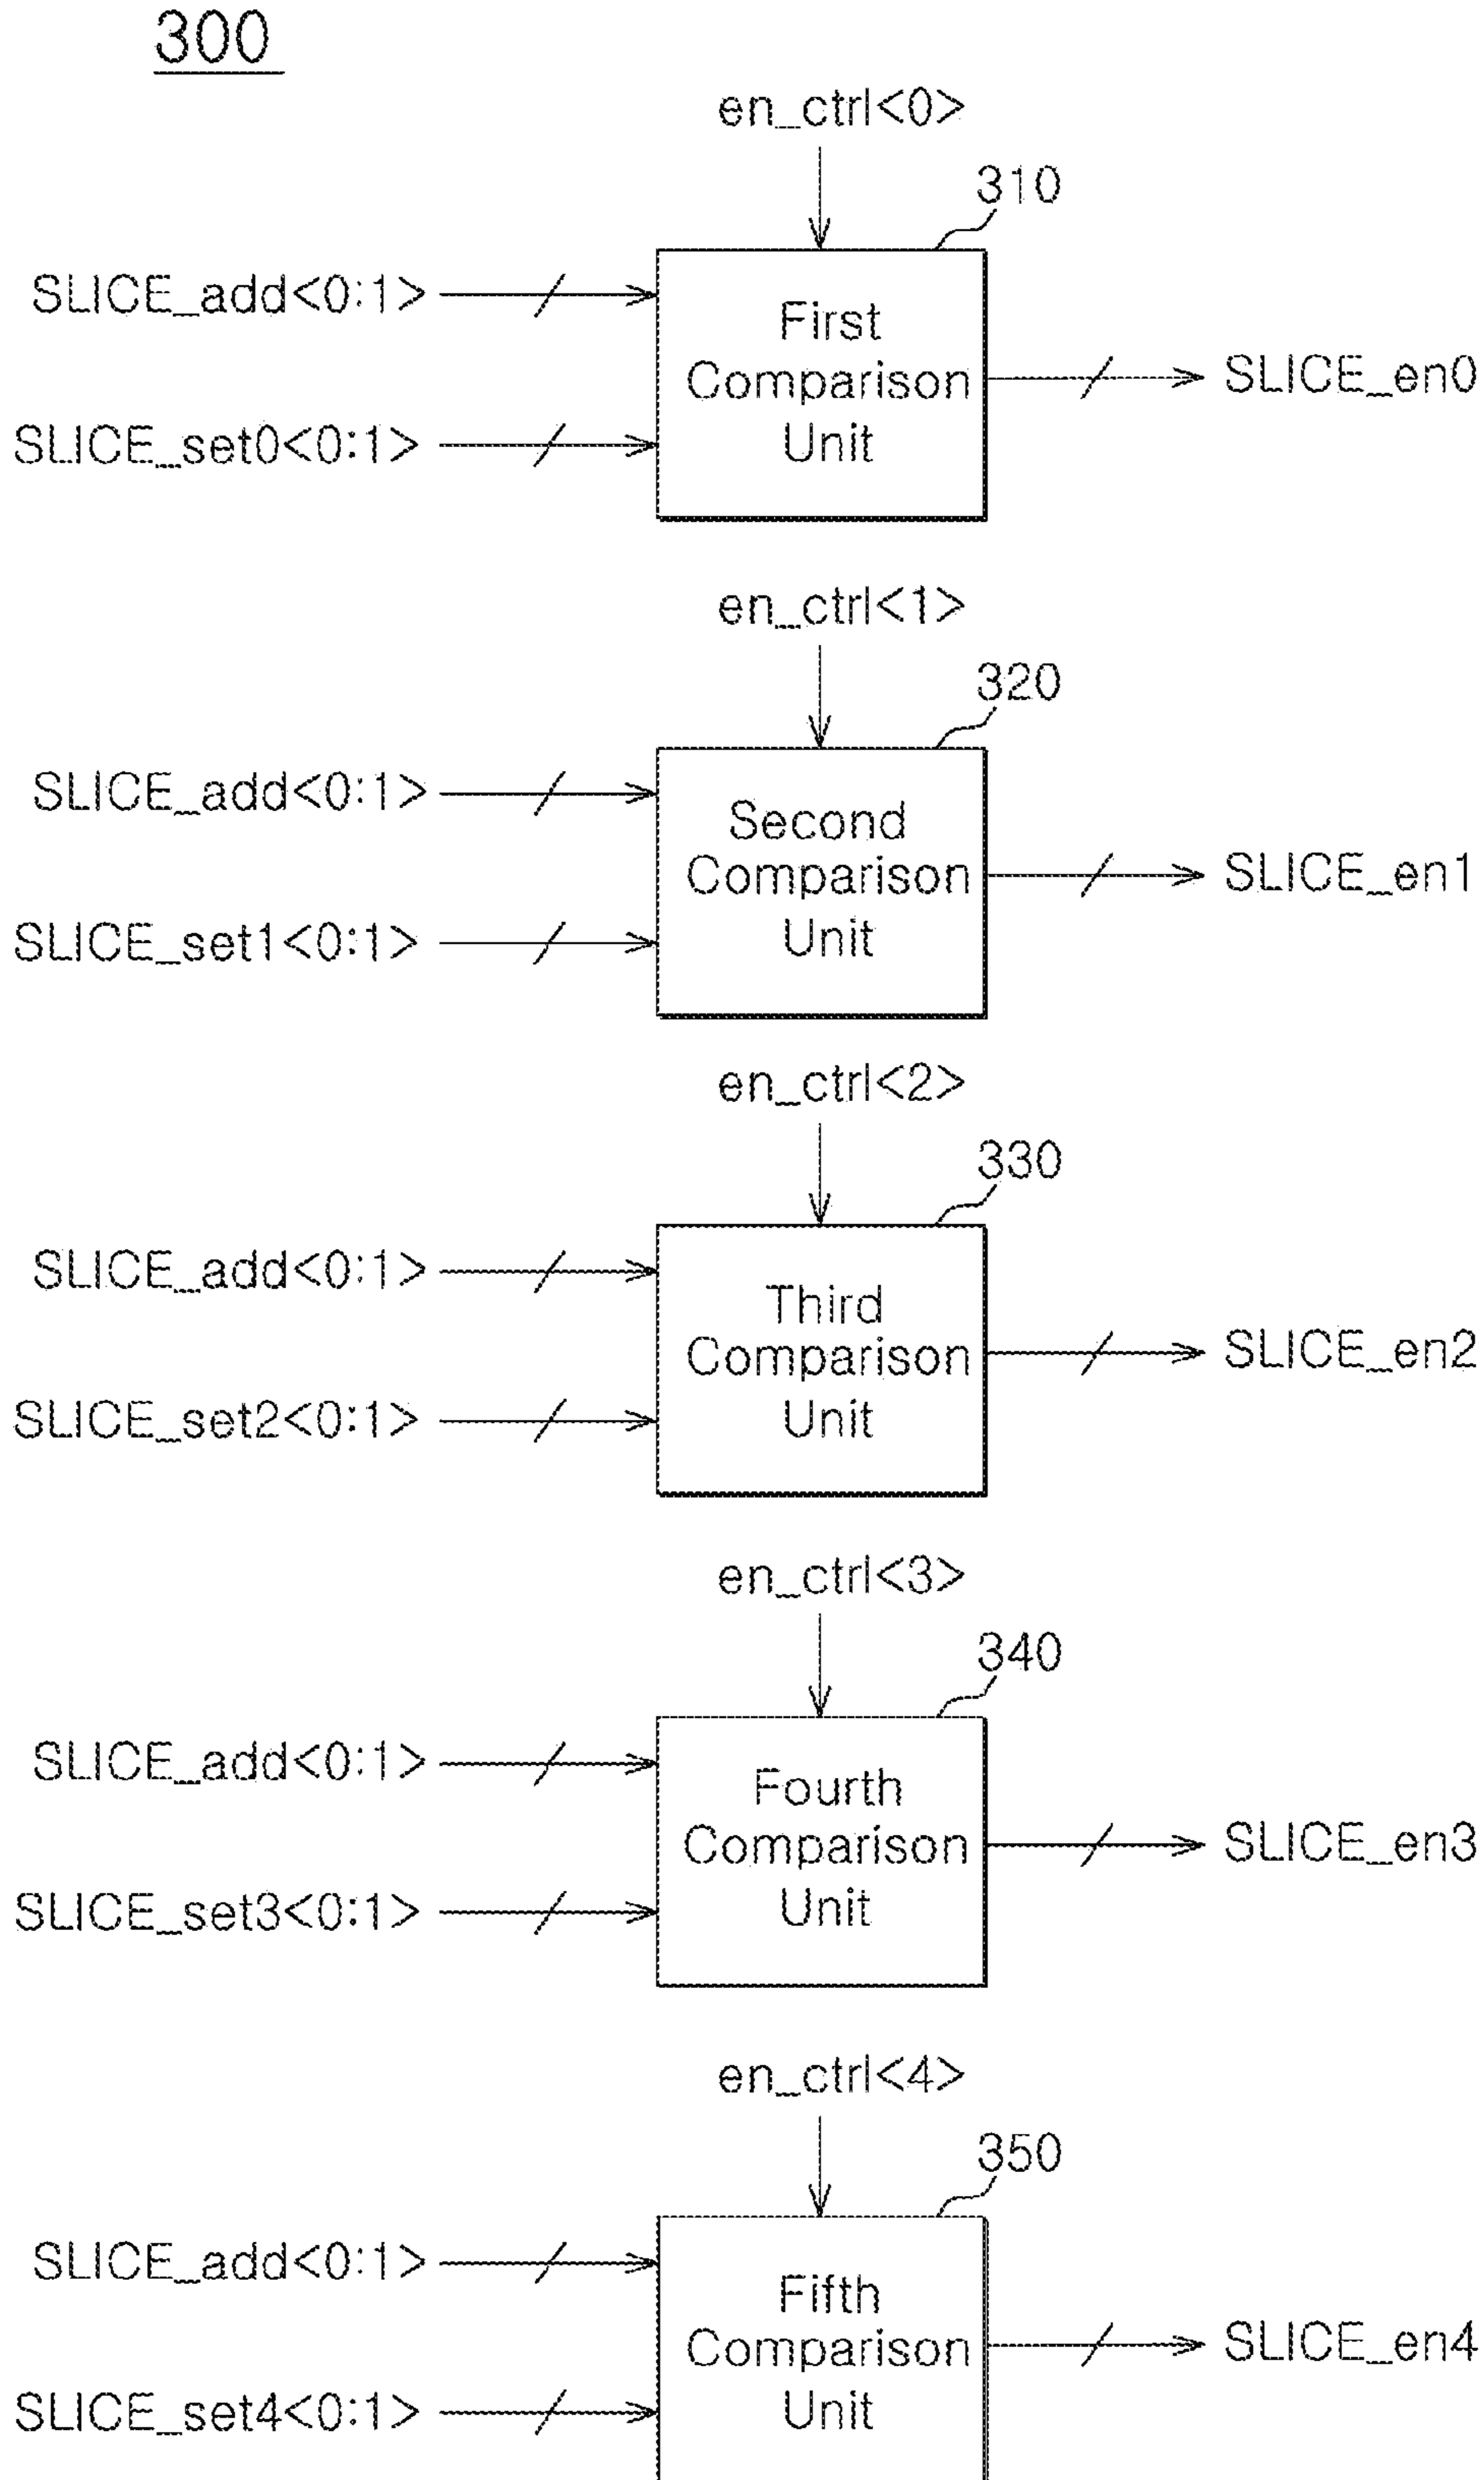 300
en_ctrl<0>
310
SLICE_add<0:1>
First
Comparison
Unit
SLICE_en0
SLICE_set0<0:1>
en_ctrl<1>
320
SLICE_add<0:1>
Second
Comparison
Unit
SLICE_en1
SLICE_set1<0:1>
en_ctrl<2>
330
SLICE_add<0:1>
Third
Comparison
Unit
SLICE_en2
SLICE_set2<0:1>
en_ctrl<3>
340
SLICE_add<0:1>
Fourth
Comparison
Unit
SLICE_en3
SLICE_set3<0:1>
en_ctrl<4>
350
SLICE_add<0:1>
Fifth
Comparison
Unit
SLICE_en4
SLICE_set4<0:1>